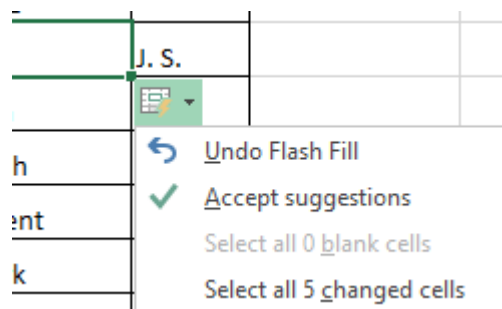 J. S.
Undo Flash Fill
h
Accept suggestions
ent
Select all 0 blank cells
k
Select all 5 changed cells